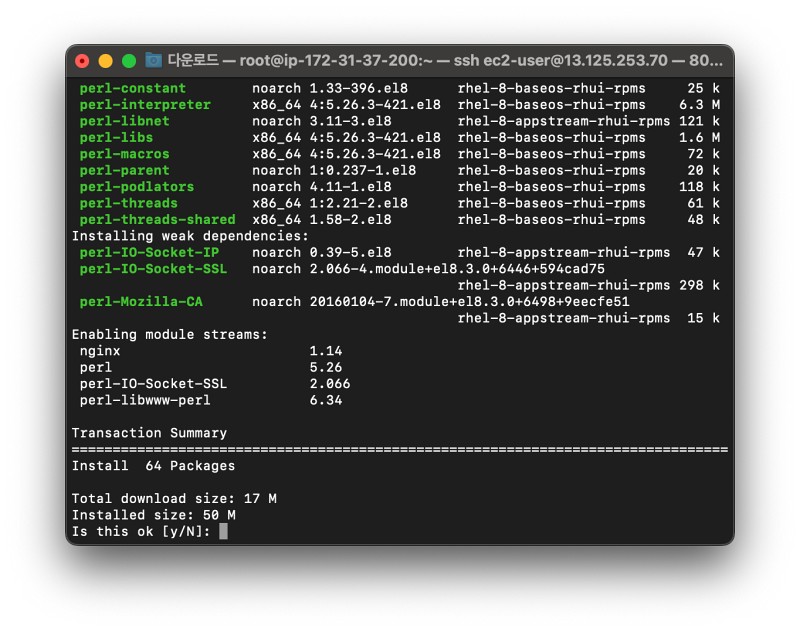 다운로드 — root@ip-172-31-37-200:~ — ssh ec2-user@13.125.253.70 — 80...
perl-constant noarch 1.33-396.el8 rhel-8-baseos-rhui-rpms 25 k
perl-interpreter x86_64 4:5.26.3-421.el8 rhel-8-baseos-rhui-rpms 6.3 M
perl-libnet noarch 3.11-3.el8 rhel-8-appstream-rhui-rpms 121 k
perl-libs x86_64 4:5.26.3-421.el8 rhel-8-baseos-rhui-rpms 1.6 M
perl-macros x86_64 4:5.26.3-421.el8 rhel-8-baseos-rhui-rpms 72 k
perl-parent noarch 1:0.237-1.el8 rhel-8-baseos-rhui-rpms 20 k
perl-podlators noarch 4.11-1.el8 rhel-8-baseos-rhui-rpms 118 k
perl-threads x86_64 1:2.21-2.el8 rhel-8-baseos-rhui-rpms 61 k
perl-threads-shared x86_64 1.58-2.el8 rhel-8-baseos-rhui-rpms 48 k
Installing weak dependencies:
perl-IO-Socket-IP noarch 0.39-5.el8 rhel-8-appstream-rhui-rpms 47 k
perl-IO-Socket-SSL noarch 2.066-4.module+el8.3.0+6446+594cad75
rhel-8-appstream-rhui-rpms 298 k
perl-Mozilla-CA noarch 20160104-7.module+el8.3.0+6498+9eecfe51
rhel-8-appstream-rhui-rpms 15 k
Enabling module streams:
nginx 1.14
perl 5.26
perl-IO-Socket-SSL 2.066
perl-libwww-perl 6.34
Transaction Summary
================================================================================
Install 64 Packages
Total download size: 17 M
Installed size: 50 M
Is this ok [y/N]: